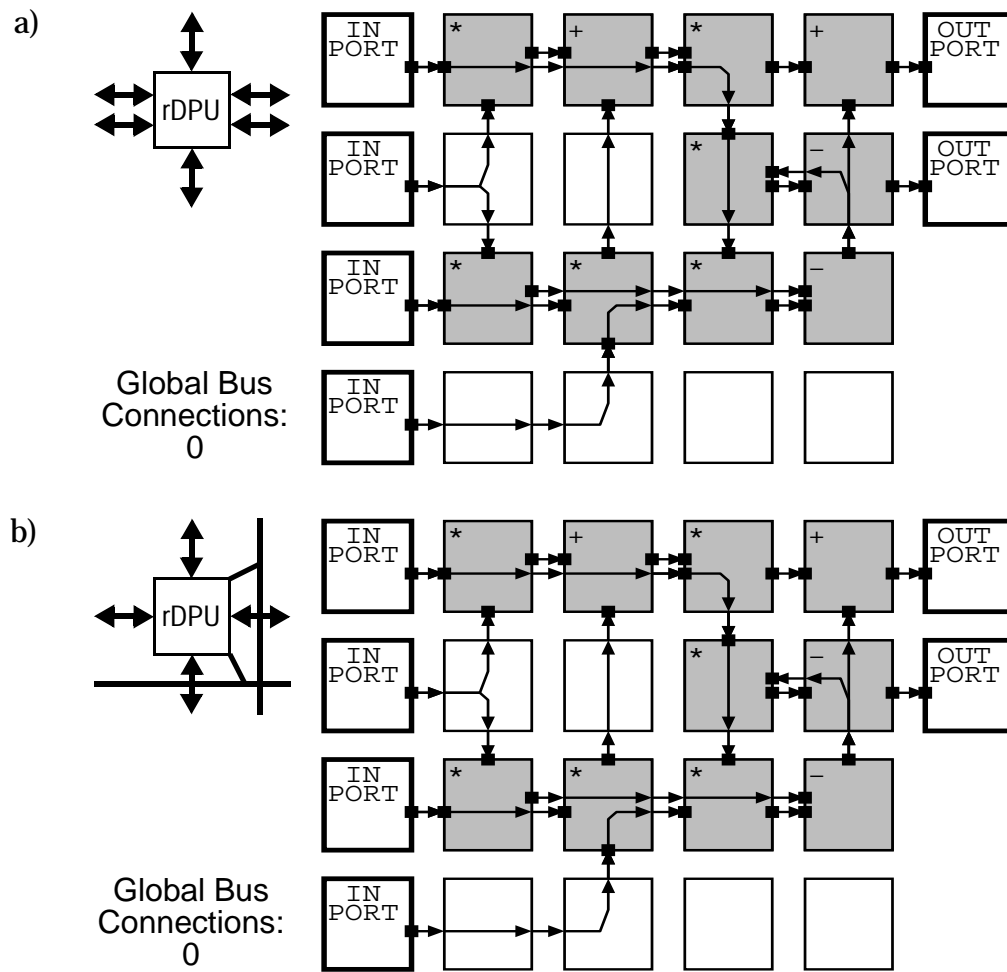 a)
rDPU
IN PORT
* + * +
OUT PORT
IN PORT
* −
OUT PORT
IN PORT
* * * −
Global Bus
Connections:
0
IN PORT
b)
rDPU
IN PORT
* + * +
OUT PORT
IN PORT
* −
OUT PORT
IN PORT
* * * −
Global Bus
Connections:
0
IN PORT